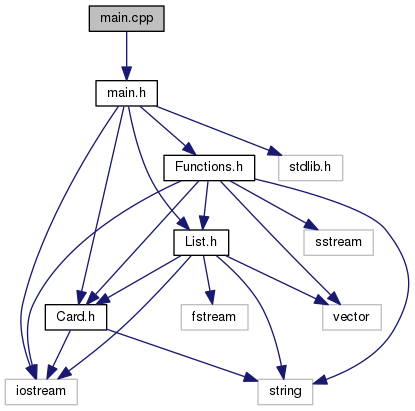 main.cpp
main.h
Functions.h
stdlib.h
List.h
sstream
Card.h
fstream
vector
iostream
string